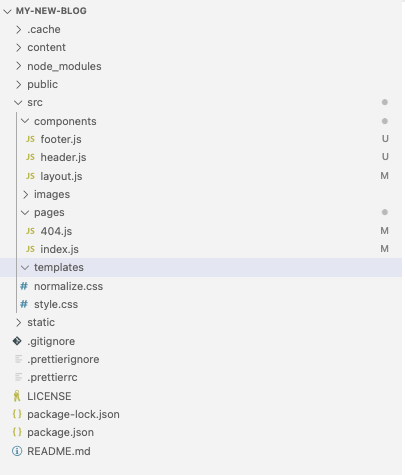 MY-NEW-BLOG
.cache
content
node_modules
public
src
components
JS footer.js U
JS header.js U
JS layout.js M
images
pages
JS 404.js M
JS index.js M
templates
# normalize.css
# style.css
static
.gitignore
.prettierignore
.prettierrc
LICENSE
{ } package-lock.json
{ } package.json
README.md